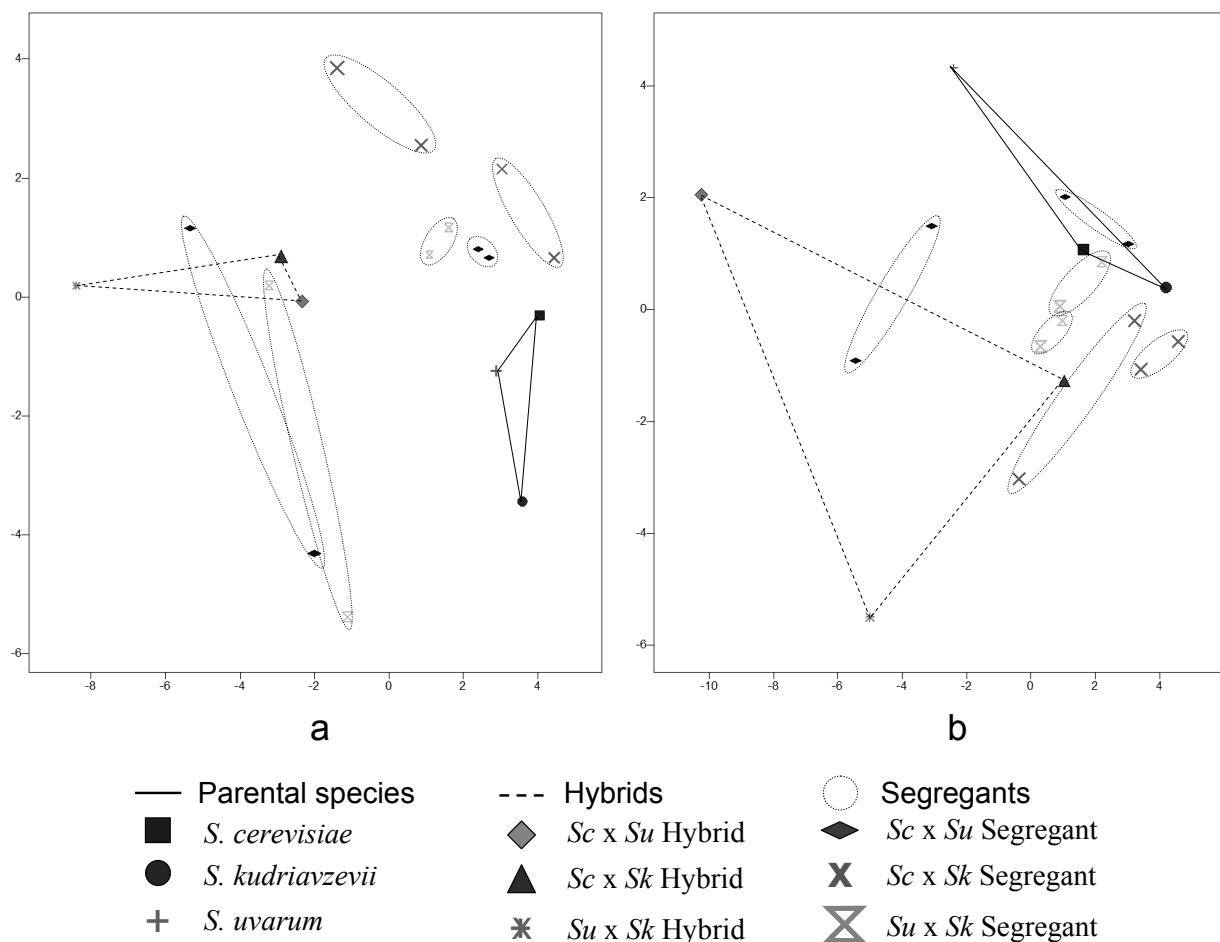 4
2
0
-2
-4
-6
-8 -6 -4 -2 0 2 4
a
4
2
0
-2
-4
-6
-10 -8 -6 -4 -2 0 2 4
b
Parental species
S. cerevisiae
S. kudriavzevii
S. uvarum
Hybrids
Sc x Su Hybrid
Sc x Sk Hybrid
Su x Sk Hybrid
Segregants
Sc x Su Segregant
Sc x Sk Segregant
Su x Sk Segregant